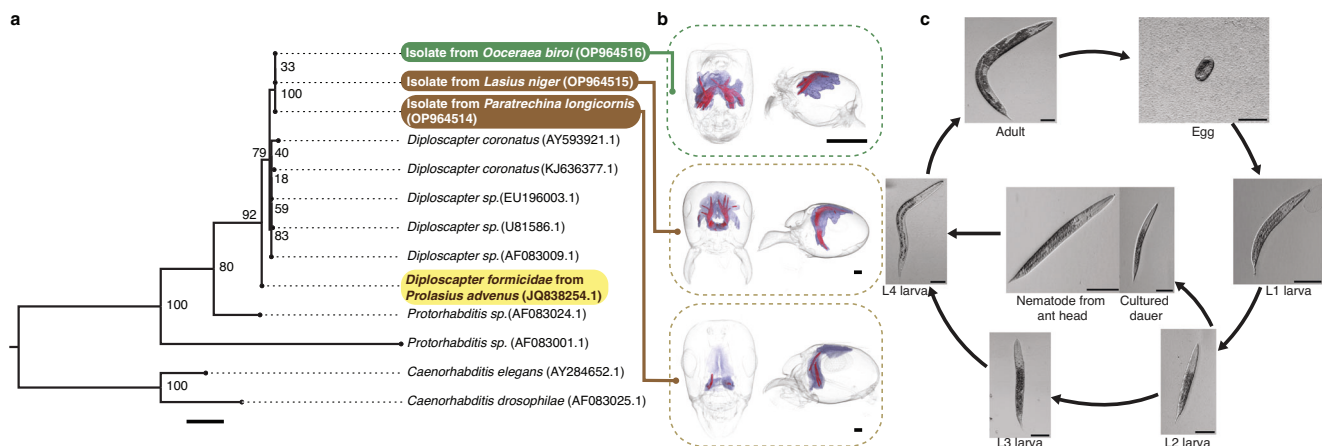 a
b
c
33
100
79
40
18
59
83
92
80
100
100
Isolate from Ooceraea biroi (OP964516)
Isolate from Lasius niger (OP964515)
Isolate from Paratrechina longicornis
(OP964514)
Diploscapter coronatus (AY593921.1)
Diploscapter coronatus (KJ636377.1)
Diploscapter sp. (EU196003.1)
Diploscapter sp. (U81586.1)
Diploscapter sp. (AF083009.1)
Diploscapter formicidae from
Prolasius advenus (JQ838254.1)
Protorhabditis sp. (AF083024.1)
Protorhabditis sp. (AF083001.1)
Caenorhabditis elegans (AY284652.1)
Caenorhabditis drosophilae (AF083025.1)
Adult
Egg
L4 larva
Nematode from
ant head
Cultured
dauer
L1 larva
L3 larva
L2 larva